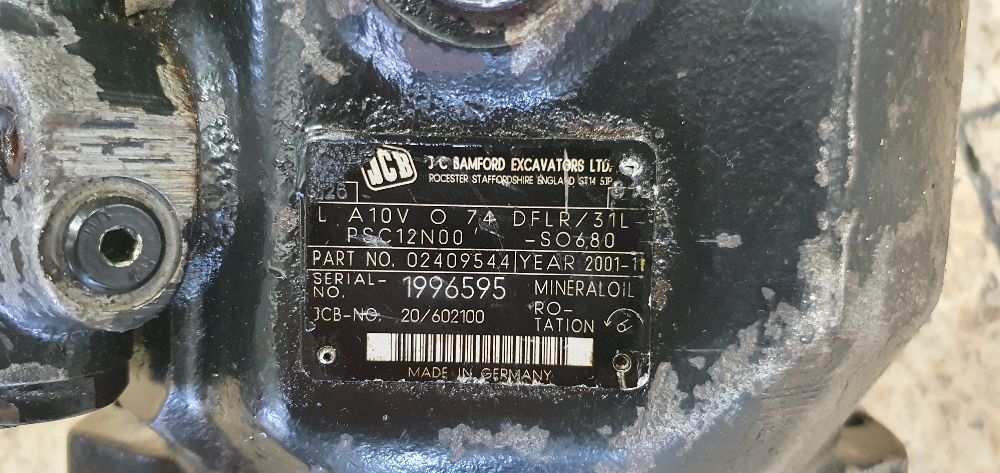 JCB J C BAMFORD EXCAVATORS LTD.
ROCESTER STAFFORDSHIRE ENGLAND ST14 5JP
L A10V O 74 DFLR/31L
PSC12N00 -SO680
PART NO. 02409544 YEAR 2001-11
SERIAL-NO. 1996595 MINERALOIL
JCB-NO. 20/602100 RO-TATION
MADE IN GERMANY